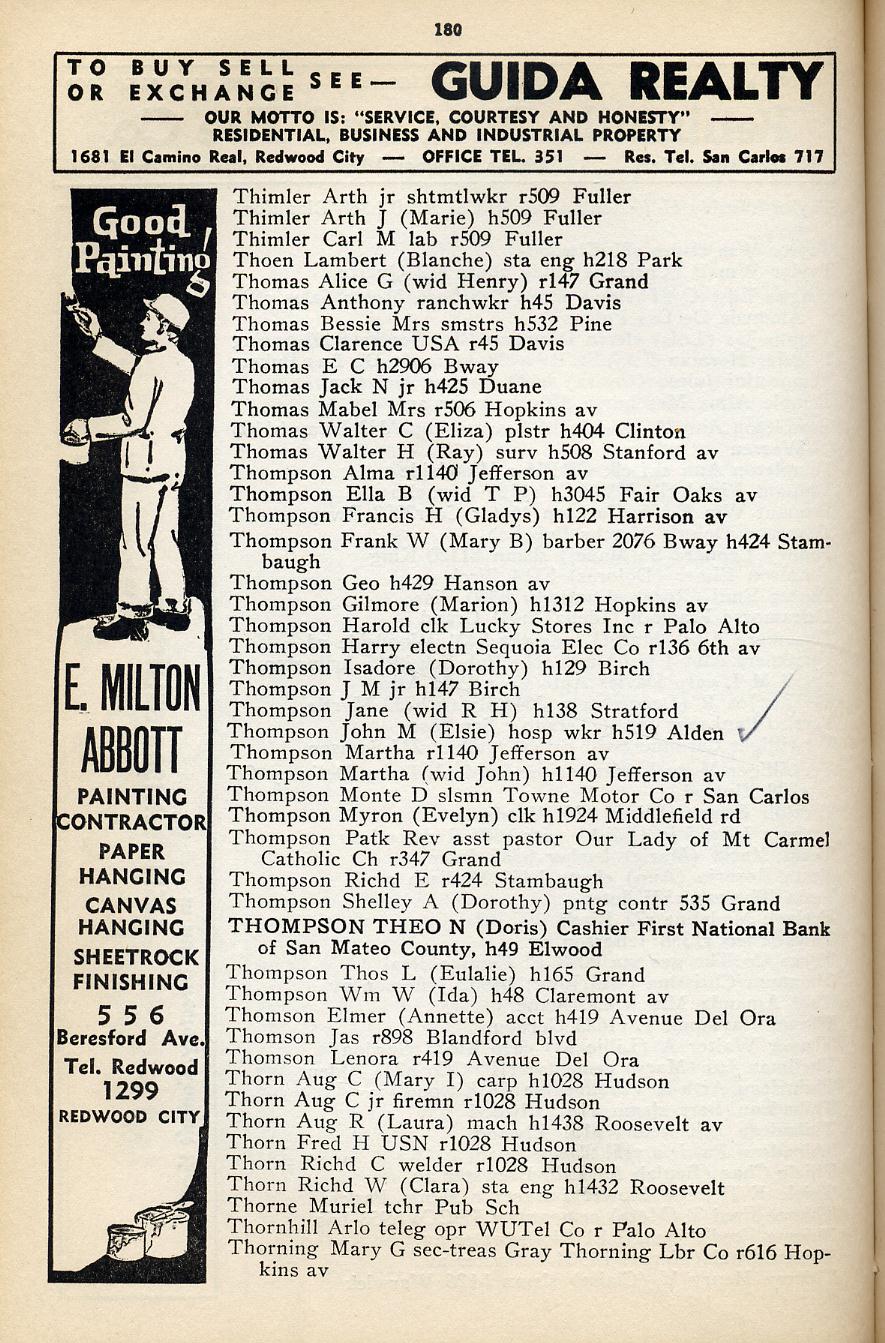 180
TO BUY SELL
OR EXCHANGE SEE— GUIDA REALTY
—— OUR MOTTO IS: "SERVICE, COURTESY AND HONESTY" ——
RESIDENTIAL, BUSINESS AND INDUSTRIAL PROPERTY
1681 El Camino Real, Redwood City — OFFICE TEL. 351 — Res. Tel. San Carlos 717
Good
Painting!
E. MILTON
ABBOTT
PAINTING
CONTRACTOR
PAPER
HANGING
CANVAS
HANGING
SHEETROCK
FINISHING
556
Beresford Ave.
Tel. Redwood
1299
REDWOOD CITY
Thimler Arth jr shtmtlwkr r509 Fuller
Thimler Arth J (Marie) h509 Fuller
Thimler Carl M lab r509 Fuller
Thoen Lambert (Blanche) sta eng h218 Park
Thomas Alice G (wid Henry) r147 Grand
Thomas Anthony ranchwkr h45 Davis
Thomas Bessie Mrs smstrs h532 Pine
Thomas Clarence USA r45 Davis
Thomas E C h2906 Bway
Thomas Jack N jr h425 Duane
Thomas Mabel Mrs r506 Hopkins av
Thomas Walter C (Eliza) plstr h404 Clinton
Thomas Walter H (Ray) surv h508 Stanford av
Thompson Alma r1140 Jefferson av
Thompson Ella B (wid T P) h3045 Fair Oaks av
Thompson Francis H (Gladys) h122 Harrison av
Thompson Frank W (Mary B) barber 2076 Bway h424 Stam-
baugh
Thompson Geo h429 Hanson av
Thompson Gilmore (Marion) h1312 Hopkins av
Thompson Harold clk Lucky Stores Inc r Palo Alto
Thompson Harry electn Sequoia Elec Co r136 6th av
Thompson Isadore (Dorothy) h129 Birch
Thompson J M jr h147 Birch
Thompson Jane (wid R H) h138 Stratford
Thompson John M (Elsie) hosp wkr h519 Alden
Thompson Martha r1140 Jefferson av
Thompson Martha (wid John) h1140 Jefferson av
Thompson Monte D slsmn Towne Motor Co r San Carlos
Thompson Myron (Evelyn) clk h1924 Middlefield rd
Thompson Patk Rev asst pastor Our Lady of Mt Carmel
Catholic Ch r347 Grand
Thompson Richd E r424 Stambaugh
Thompson Shelley A (Dorothy) pntg contr 535 Grand
THOMPSON THEO N (Doris) Cashier First National Bank
of San Mateo County, h49 Elwood
Thompson Thos L (Eulalie) h165 Grand
Thompson Wm W (Ida) h48 Claremont av
Thomson Elmer (Annette) acct h419 Avenue Del Ora
Thomson Jas r898 Blandford blvd
Thomson Lenora r419 Avenue Del Ora
Thorn Aug C (Mary I) carp h1028 Hudson
Thorn Aug C jr firemn r1028 Hudson
Thorn Aug R (Laura) mach h1438 Roosevelt av
Thorn Fred H USN r1028 Hudson
Thorn Richd C welder r1028 Hudson
Thorn Richd W (Clara) sta eng h1432 Roosevelt
Thorne Muriel tchr Pub Sch
Thornhill Arlo teleg opr WUTel Co r Palo Alto
Thorning Mary G sec-treas Gray Thorning Lbr Co r616 Hop-
kins av